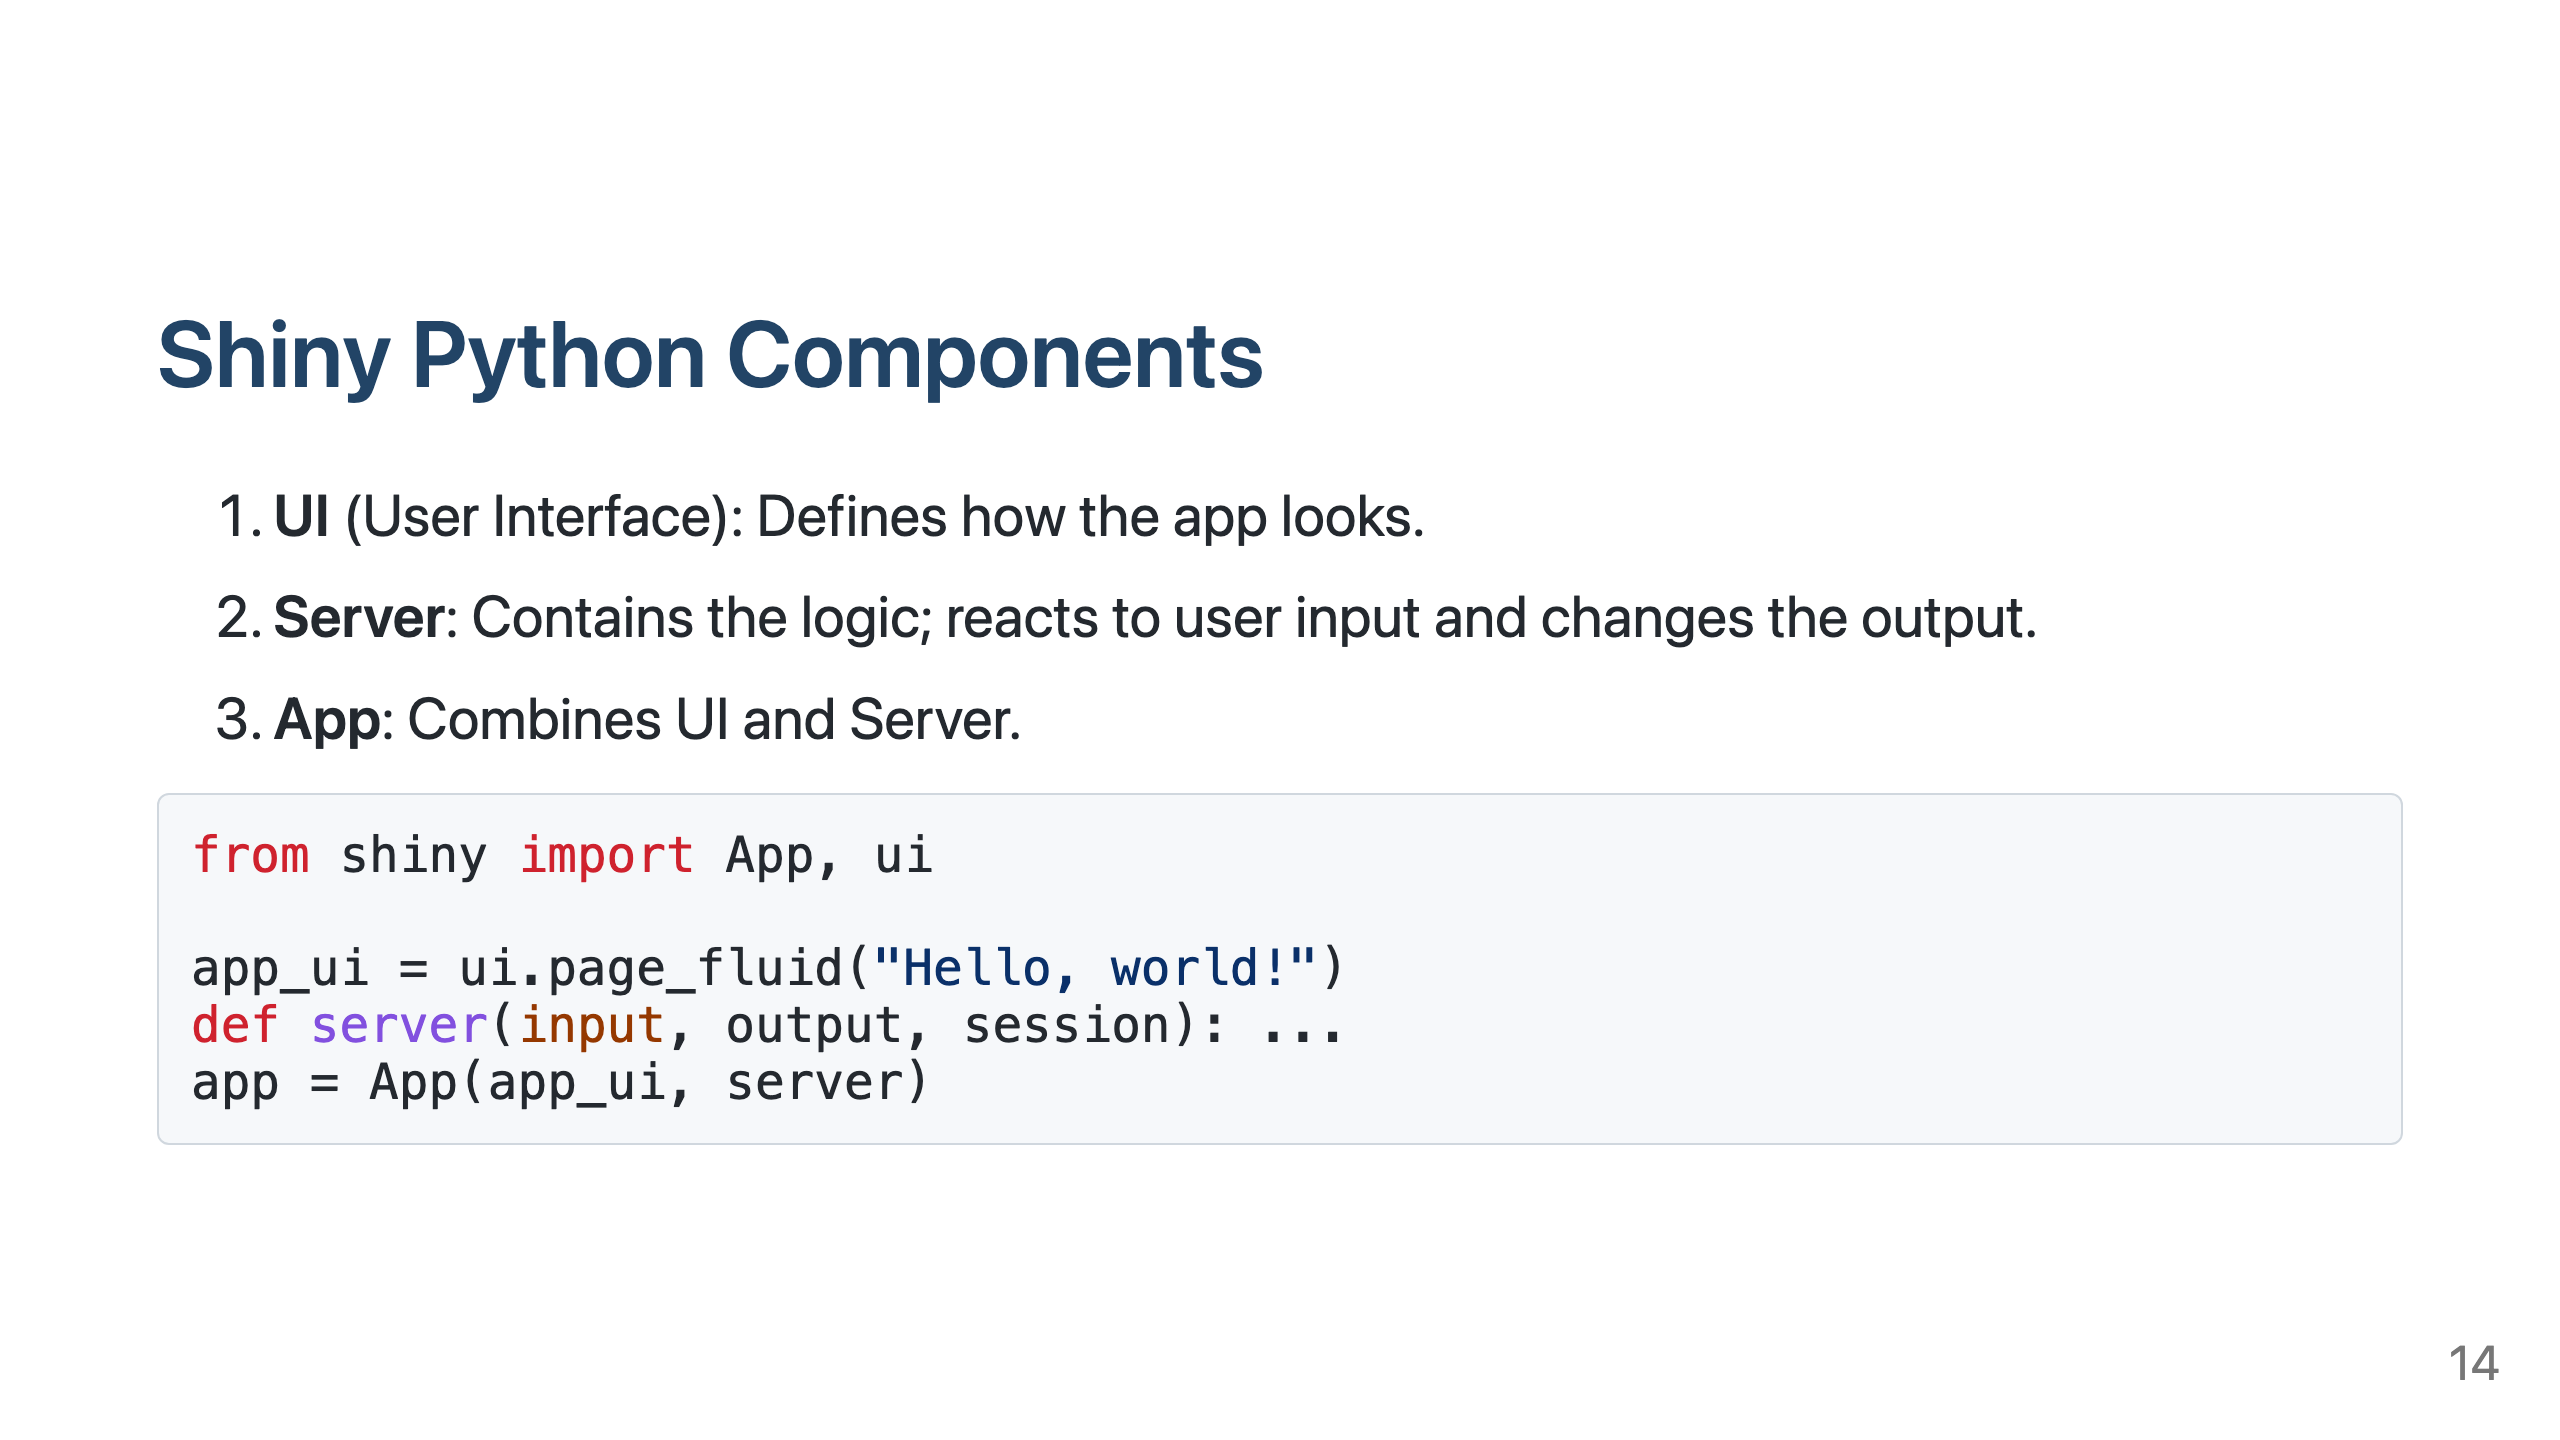 Shiny Python Components
1. UI (User Interface): Defines how the app looks.
2. Server: Contains the logic; reacts to user input and changes the output.
3. App: Combines UI and Server.
from shiny import App, ui
app_ui = ui.page_fluid("Hello, world!")
def server(input, output, session): ...
app = App(app_ui, server)
14